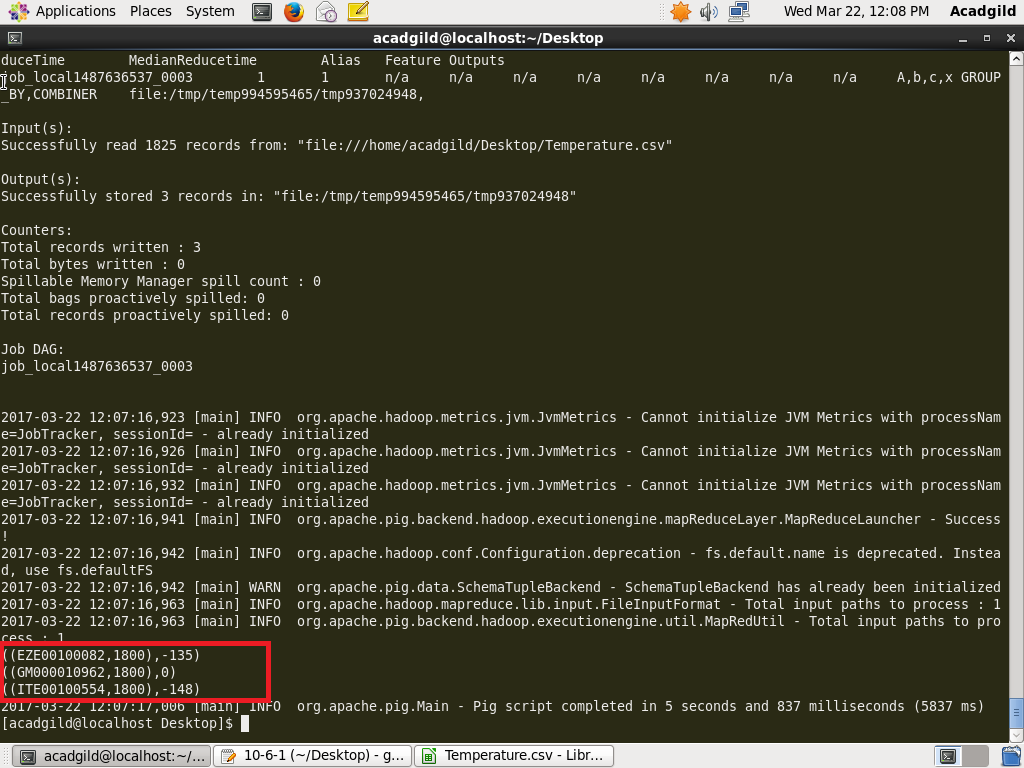 Applications Places System Wed Mar 22, 12:08 PM Acadgild
acadgild@localhost:~/Desktop
duceTime MedianReducetime Alias Feature Outputs
job_local1487636537_0003 1 1 n/a n/a n/a n/a n/a n/a n/a n/a A,b,c,x GROUP
_BY,COMBINER file:/tmp/temp994595465/tmp937024948,
Input(s):
Successfully read 1825 records from: "file:///home/acadgild/Desktop/Temperature.csv"
Output(s):
Successfully stored 3 records in: "file:/tmp/temp994595465/tmp937024948"
Counters:
Total records written : 3
Total bytes written : 0
Spillable Memory Manager spill count : 0
Total bags proactively spilled: 0
Total records proactively spilled: 0
Job DAG:
job_local1487636537_0003
2017-03-22 12:07:16,923 [main] INFO org.apache.hadoop.metrics.jvm.JvmMetrics - Cannot initialize JVM Metrics with processNam
e=JobTracker, sessionId= - already initialized
2017-03-22 12:07:16,926 [main] INFO org.apache.hadoop.metrics.jvm.JvmMetrics - Cannot initialize JVM Metrics with processNam
e=JobTracker, sessionId= - already initialized
2017-03-22 12:07:16,932 [main] INFO org.apache.hadoop.metrics.jvm.JvmMetrics - Cannot initialize JVM Metrics with processNam
e=JobTracker, sessionId= - already initialized
2017-03-22 12:07:16,941 [main] INFO org.apache.pig.backend.hadoop.executionengine.mapReduceLayer.MapReduceLauncher - Success
!
2017-03-22 12:07:16,942 [main] INFO org.apache.hadoop.conf.Configuration.deprecation - fs.default.name is deprecated. Instea
d, use fs.defaultFS
2017-03-22 12:07:16,942 [main] WARN org.apache.pig.data.SchemaTupleBackend - SchemaTupleBackend has already been initialized
2017-03-22 12:07:16,963 [main] INFO org.apache.hadoop.mapreduce.lib.input.FileInputFormat - Total input paths to process : 1
2017-03-22 12:07:16,963 [main] INFO org.apache.pig.backend.hadoop.executionengine.util.MapRedUtil - Total input paths to pro
cess : 1
((EZE00100082,1800),-135)
((GM000010962,1800),0)
((ITE00100554,1800),-148)
2017-03-22 12:07:17,006 [main] INFO org.apache.pig.Main - Pig script completed in 5 seconds and 837 milliseconds (5837 ms)
[acadgild@localhost Desktop]$
acadgild@localhost:~/... 10-6-1 (~/Desktop) - g... Temperature.csv - Libr...